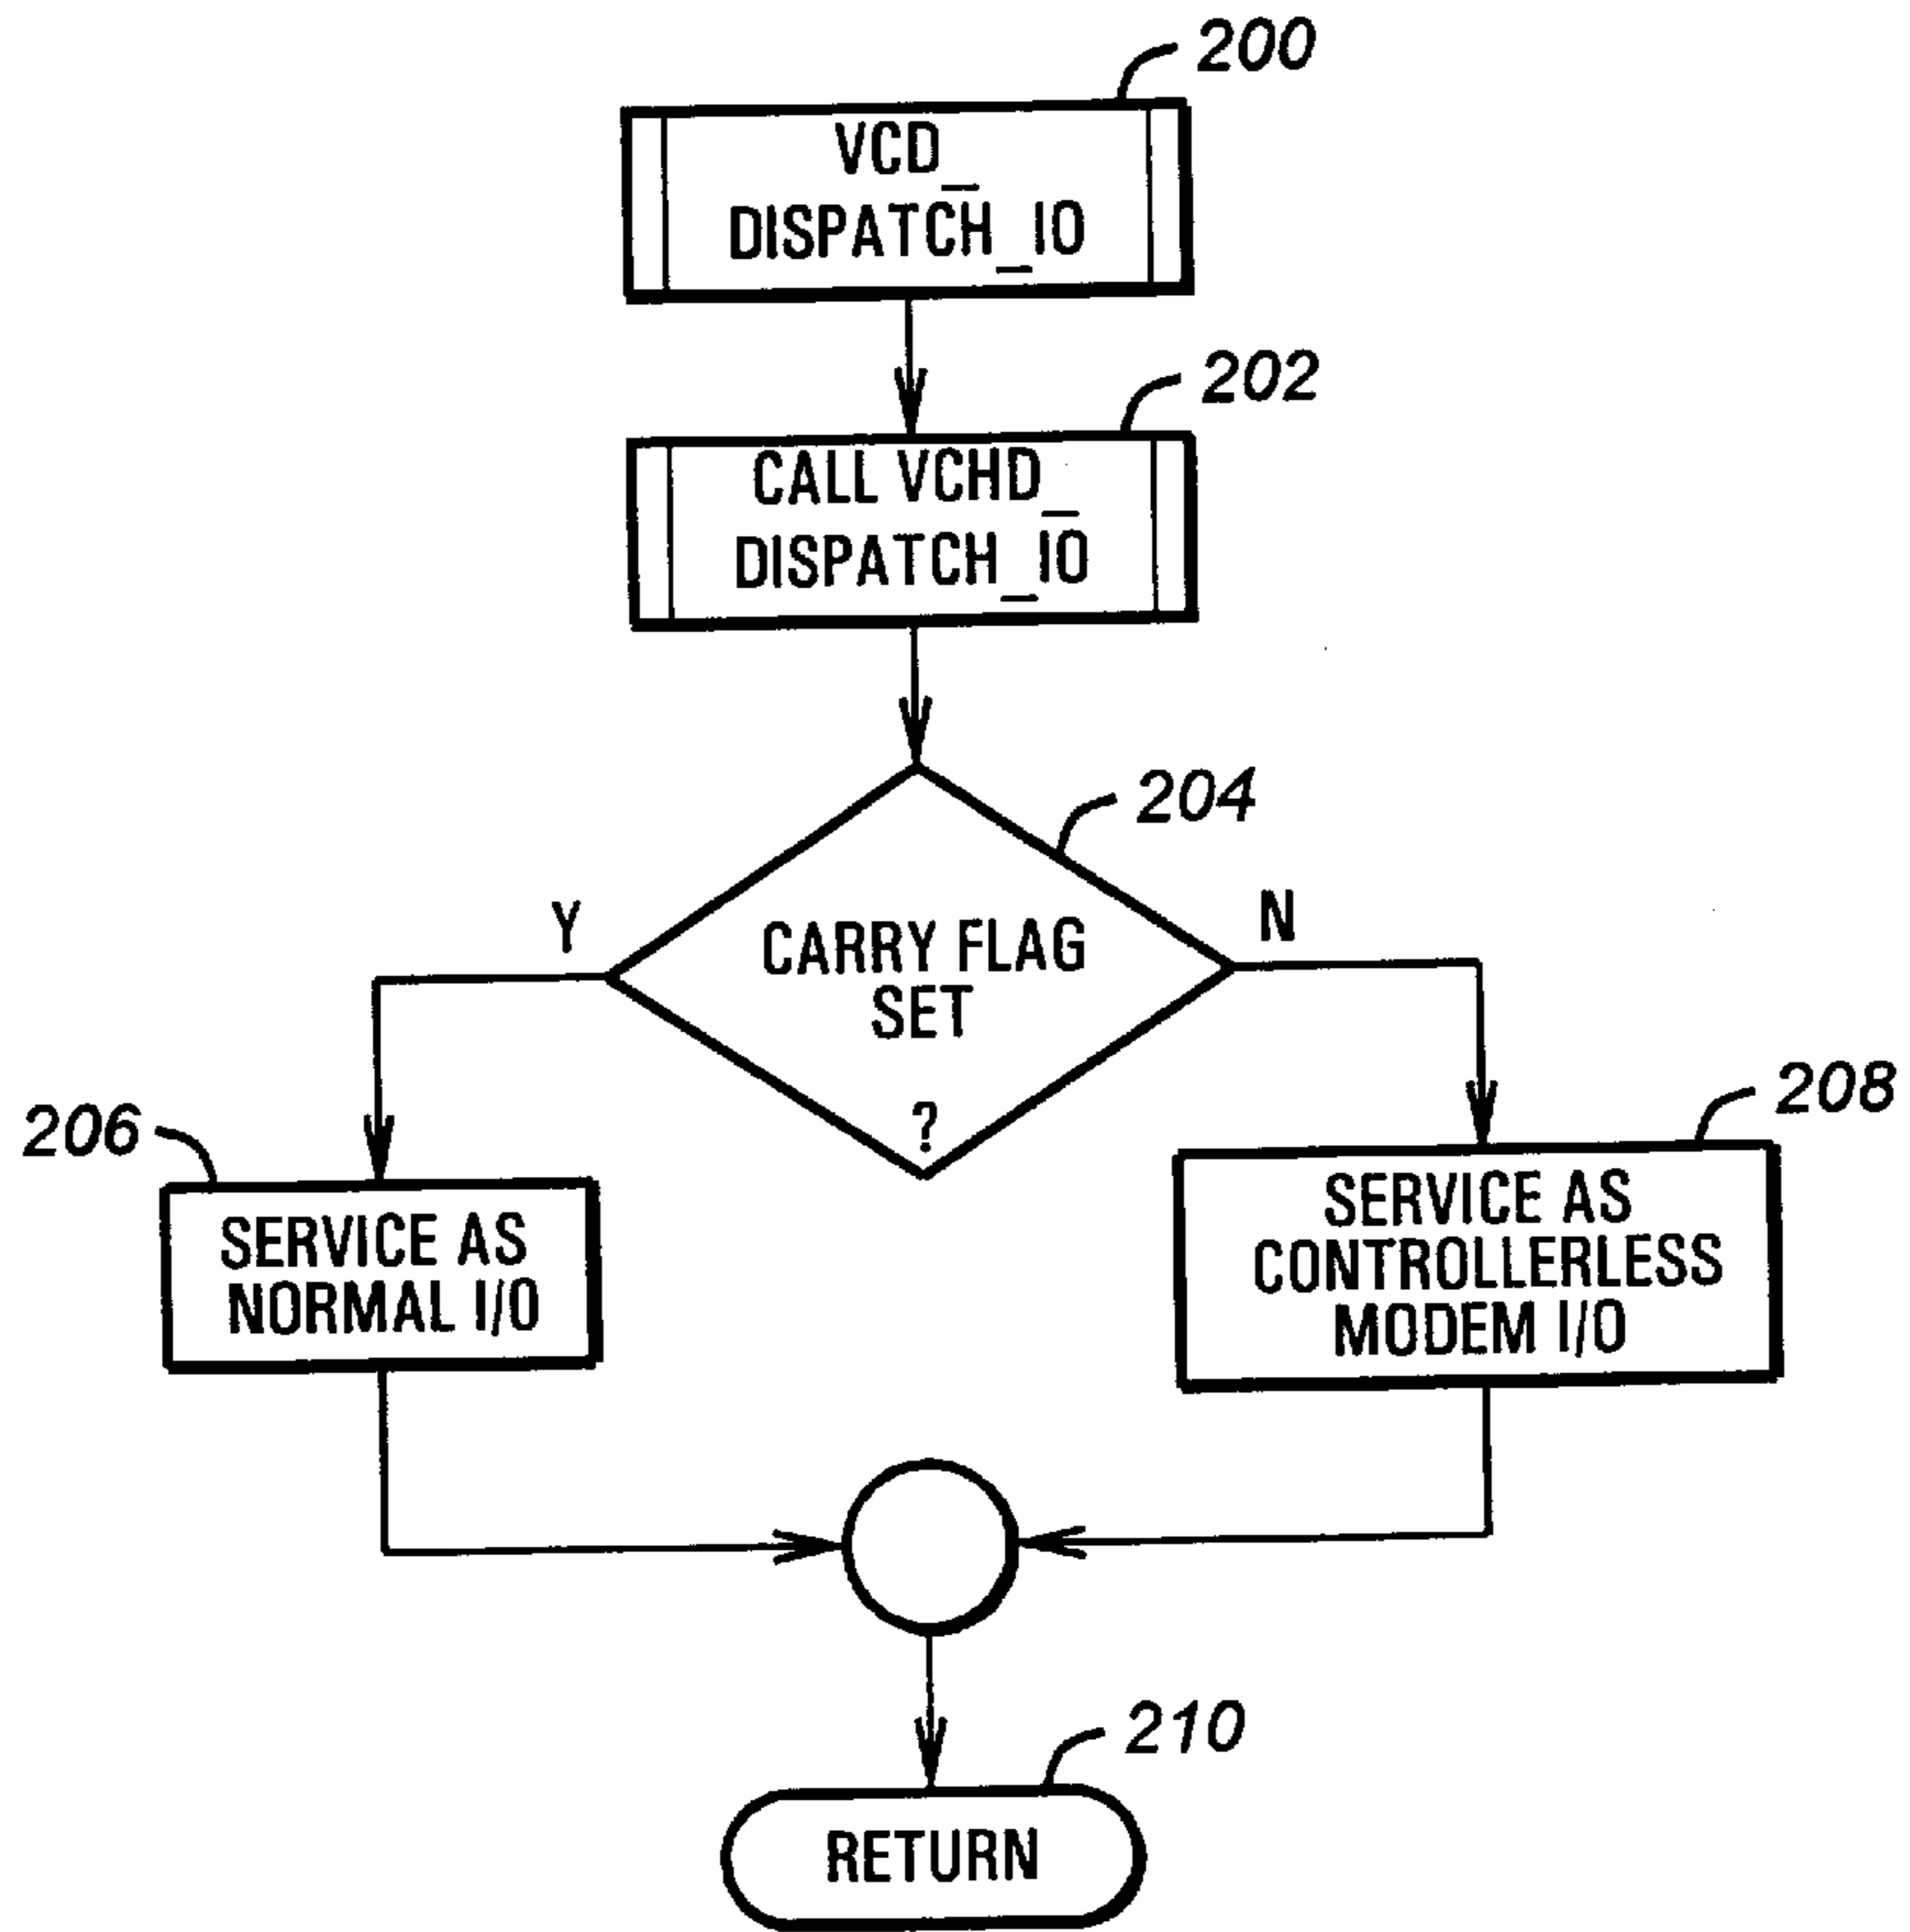 200
VCD_
DISPATCH_IO
202
CALL VCHD_
DISPATCH_IO
204
Y
N
CARRY FLAG
SET
?
206
208
SERVICE AS
NORMAL I/O
SERVICE AS
CONTROLLERLESS
MODEM I/O
210
RETURN